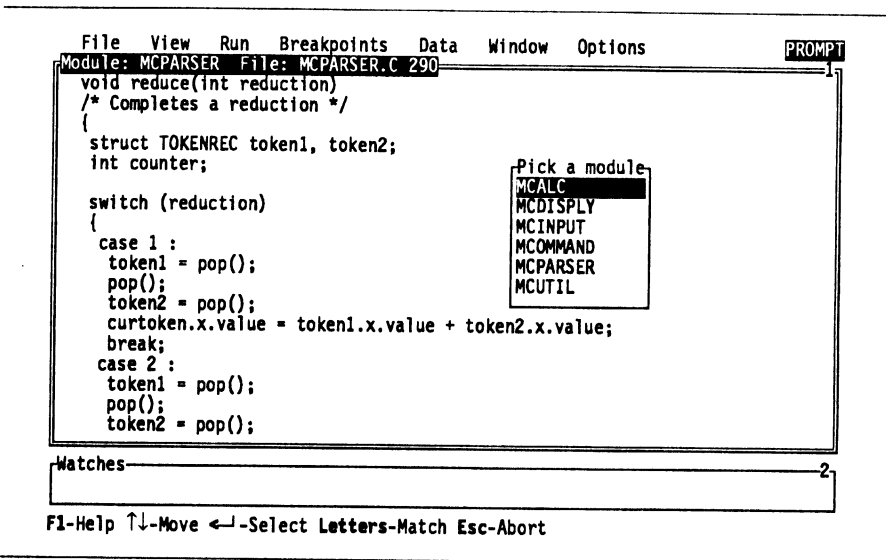 File View Run Breakpoints Data Window Options PROMPT
Module: MCPARSER File: MCPARSER.C 290 1
void reduce(int reduction)
/* Completes a reduction */
{
struct TOKENREC token1, token2;
int counter;
switch (reduction)
{
case 1 :
token1 = pop();
pop();
token2 = pop();
curtoken.x.value = token1.x.value + token2.x.value;
break;
case 2 :
token1 = pop();
pop();
token2 = pop();
Pick a module
MCALC
MCDISPLY
MCINPUT
MCOMMAND
MCPARSER
MCUTIL
Watches 2
F1-Help ↑↓-Move ←┘-Select Letters-Match Esc-Abort